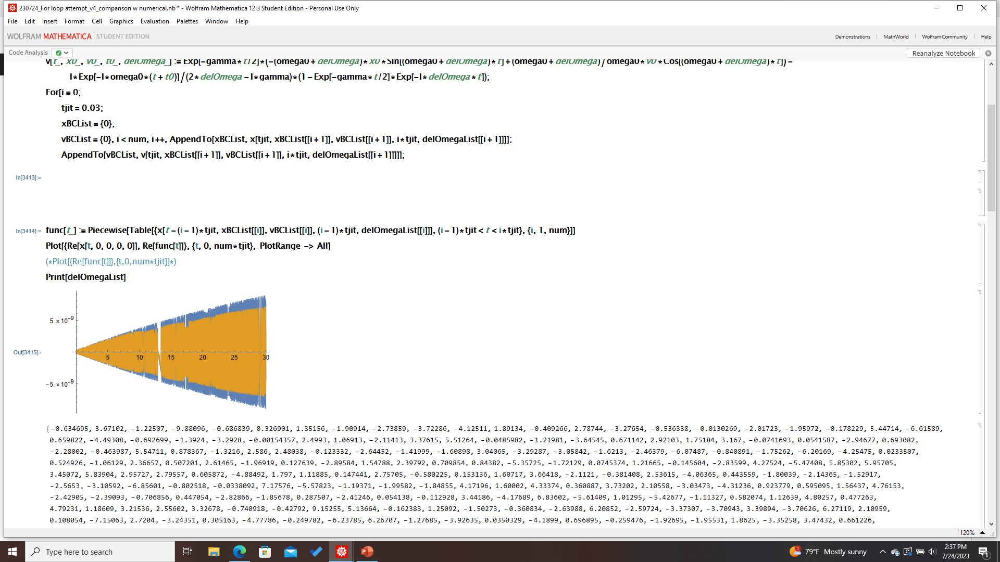 230724_For loop attempt_v4_comparison w numerical.nb * - Wolfram Mathematica 12.3 Student Edition - Personal Use Only
File Edit Insert Format Cell Graphics Evaluation Palettes Window Help
WOLFRAM MATHEMATICA STUDENT EDITION
Demonstrations MathWorld Wolfram Community Help
Code Analysis
Reanalyze Notebook
v[t_, x0_, v0_, t0_, delOmega_] := Exp[-gamma*t/2]*(-(omega0 + delOmega)*x0*Sin[(omega0 + delOmega)*t] + (omega0 + delOmega)/omega0*v0*Cos[(omega0 + delOmega)*t]) -
I*Exp[-I*omega0*(t + t0)]/(2*delOmega - I*gamma)*(1 - Exp[-gamma*t/2]*Exp[-I*delOmega*t]);
For[i = 0;
tjit = 0.03;
xBCList = {0};
vBCList = {0}, i < num, i++, AppendTo[xBCList, x[tjit, xBCList[[i + 1]], vBCList[[i + 1]], i*tjit, delOmegaList[[i + 1]]]];
AppendTo[vBCList, v[tjit, xBCList[[i + 1]], vBCList[[i + 1]], i*tjit, delOmegaList[[i + 1]]]]];
In[3413]:=
In[3414]:= func[t_] := Piecewise[Table[{x[t - (i - 1)*tjit, xBCList[[i]], vBCList[[i]], (i - 1)*tjit, delOmegaList[[i]]], (i - 1)*tjit < t < i*tjit}, {i, 1, num}]]
Plot[{Re[x[t, 0, 0, 0, 0]], Re[func[t]]}, {t, 0, num*tjit}, PlotRange -> All]
(*Plot[{Re[func[t]]},{t,0,num*tjit}]*)
Print[delOmegaList]
5. × 10^-9
Out[3415]=
5 10 15 20 25 30
-5. × 10^-9
{-0.634695, 3.67102, -1.22507, -9.88096, -0.686839, 0.326901, 1.35156, -1.90914, -2.73859, -3.72286, -4.12511, 1.89134, -0.409266, 2.78744, -3.27654, -0.536338, -0.0130269, -2.01723, -1.95972, -0.178229, 5.44714, -6.61589,
0.659822, -4.49308, -0.692699, -1.3924, -3.2928, -0.00154357, 2.4993, 1.06913, -2.11413, 3.37615, 5.51264, -0.0485982, -1.21981, -3.64545, 0.671142, 2.92103, 1.75184, 3.167, -0.0741693, 0.0541587, -2.94677, 0.693082,
-2.28002, -0.463987, 5.54711, 0.878367, -1.3216, 2.586, 2.48038, -0.123332, -2.64452, -1.41999, -1.60898, 3.04065, -3.29287, -3.05842, -1.6213, -2.46379, -6.07487, -0.840891, -1.75262, -6.20169, -4.25475, 0.0233507,
0.524926, -1.06129, 2.36657, 0.507201, 2.61465, -1.96919, 0.127639, -2.89584, 1.54788, 2.39792, 0.709854, 0.84382, -5.35725, -1.72129, 0.0745374, 1.21665, -0.145604, -2.83599, 4.27524, -5.47408, 5.85302, 5.95705,
3.45072, 5.83904, 2.95727, 2.79557, 0.605872, -4.88492, 1.797, 1.11885, 0.147441, 2.75705, -0.580225, 0.153136, 1.60717, 3.66418, -2.1121, -0.381408, 2.53615, -4.06365, 0.443559, -1.80039, -2.14365, -1.52917,
-2.5653, -3.10592, -6.85601, -0.802518, -0.0338092, 7.17576, -5.57823, -1.19371, -1.99582, -1.84855, 4.17196, 1.60002, 4.33374, 0.360887, 3.73202, 2.10558, -3.03473, -4.31236, 0.923779, 0.595095, 1.56437, 4.76153,
-2.42905, -2.39093, -0.706856, 0.447054, -2.82866, -1.85678, 0.287507, -2.41246, 0.054138, -0.112928, 3.44186, -4.17689, 6.83602, -5.61409, 1.01295, -5.42677, -1.11327, 0.582074, 1.12639, 4.80257, 0.477263,
4.79231, 1.18609, 3.21536, 2.55602, 3.32678, -0.740918, -0.42792, 9.15255, 5.13664, -0.162383, 1.25092, -1.50273, -0.360834, -2.63988, 6.20852, -2.59724, -3.37307, -3.70943, 3.39894, -3.70626, 6.27119, 2.10959,
0.108054, -7.15063, 2.7204, -3.24351, 0.305163, -4.77786, -0.249782, -6.23785, 6.26707, -1.27685, -3.92635, 0.0350329, -4.1899, 0.696895, -0.259476, -1.92695, -1.95531, 1.8625, -3.35258, 3.47432, 0.661226,
120%
Type here to search
79°F Mostly sunny
2:37 PM
7/24/2023